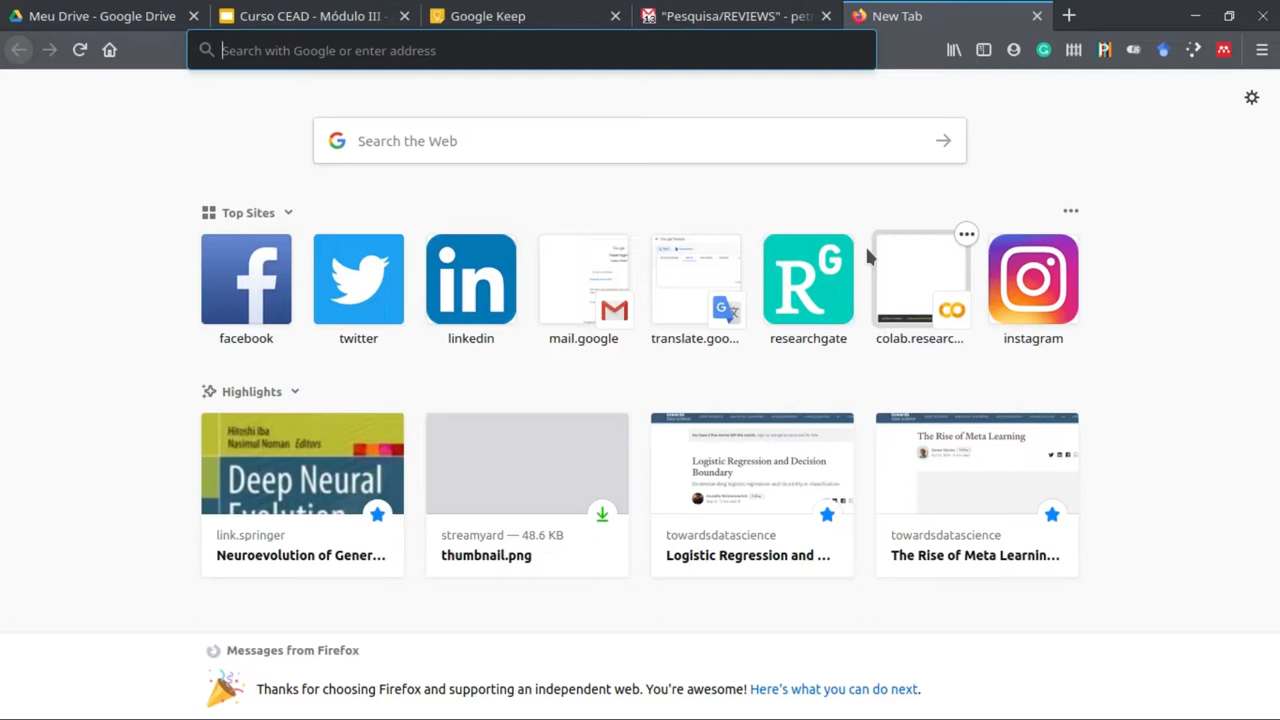 Meu Drive - Google Drive
Curso CEAD - Módulo III -
Google Keep
"Pesquisa/REVIEWS" - pet
New Tab
Search with Google or enter address
Search the Web
Top Sites
facebook
twitter
linkedin
mail.google
translate.goo...
researchgate
colab.researc...
instagram
Highlights
Hitoshi Iba
Nasimul Noman Editors
Deep Neural
Evolution
link.springer
Neuroevolution of Gener...
streamyard — 48.6 KB
thumbnail.png
Logistic Regression and Decision
Boundary
towardsdatascience
Logistic Regression and ...
The Rise of Meta Learning
towardsdatascience
The Rise of Meta Learnin...
Messages from Firefox
Thanks for choosing Firefox and supporting an independent web. You're awesome! Here's what you can do next.